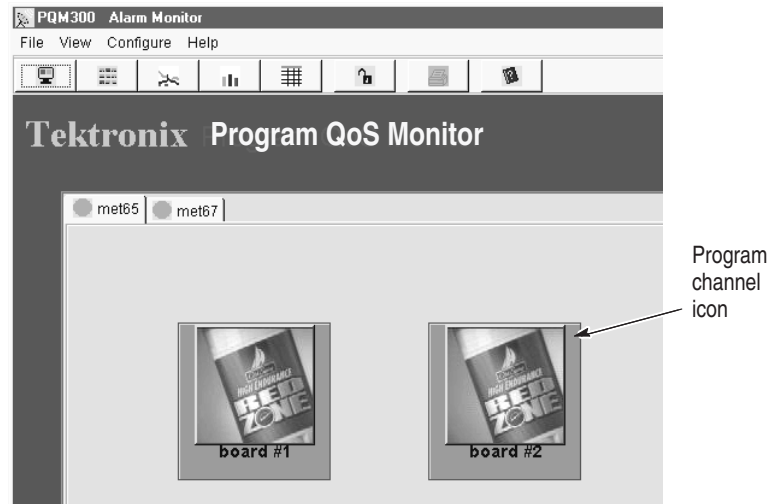 PQM300 Alarm Monitor
File View Configure Help
Tektronix Program QoS Monitor
met65 met67
Program
channel
icon
HIGH ENDURANCE
RED
ZONE
board #1
HIGH ENDURANCE
RED
ZONE
board #2